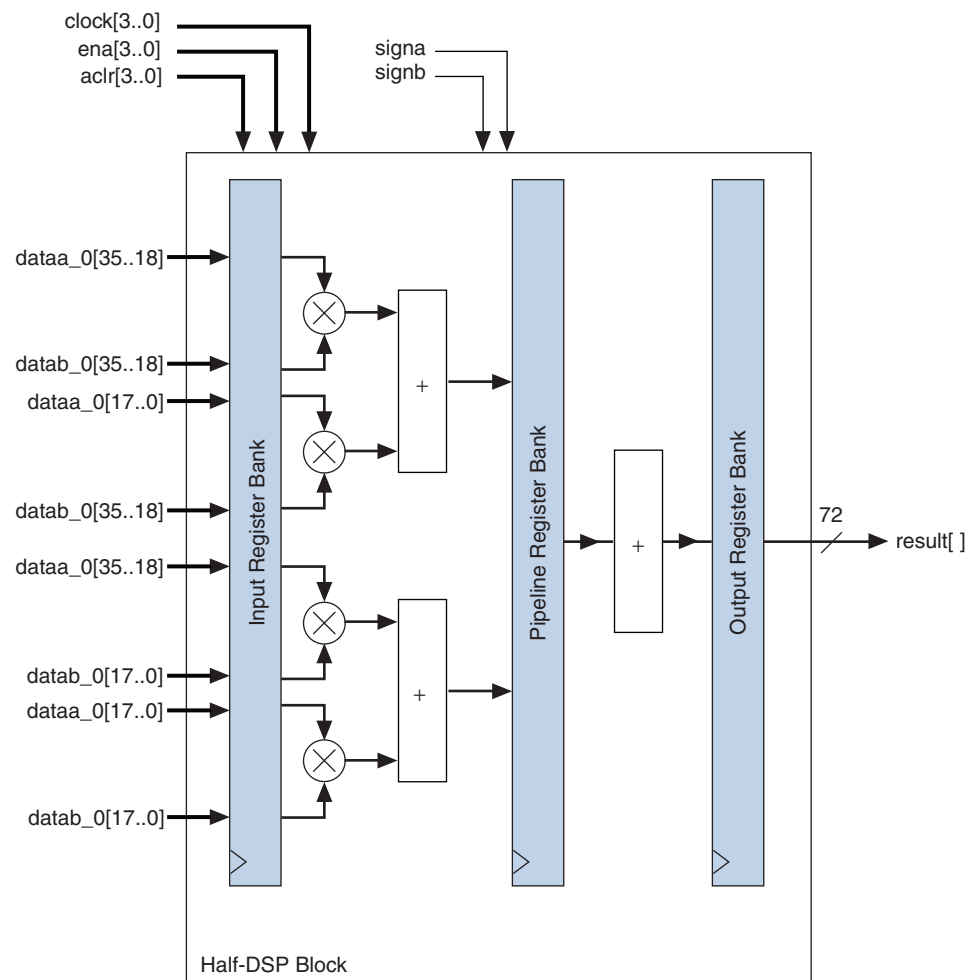 clock[3..0]
ena[3..0]
aclr[3..0]
signa
signb
dataa_0[35..18]
datab_0[35..18]
dataa_0[17..0]
datab_0[35..18]
dataa_0[35..18]
datab_0[17..0]
dataa_0[17..0]
datab_0[17..0]
Input Register Bank
+
+
Pipeline Register Bank
+
Output Register Bank
72
result[ ]
Half-DSP Block